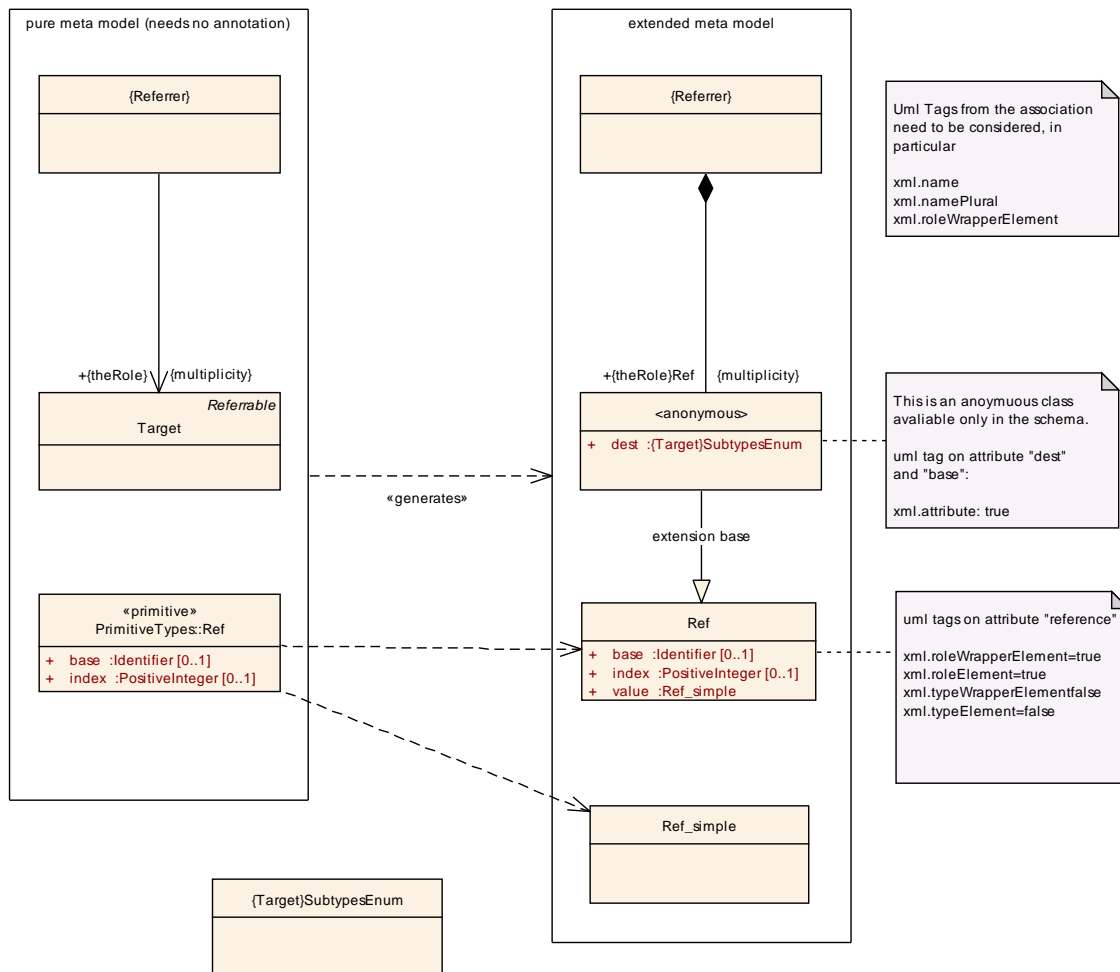 pure meta model (needs no annotation)
extended meta model
{Referrer}
{Referrer}
Uml Tags from the association
need to be considered, in
particular
xml.name
xml.namePlural
xml.roleWrapperElement
+{theRole}
{multiplicity}
+{theRole}Ref
{multiplicity}
Referrable
Target
<anonymous>
+ dest :{Target}SubtypesEnum
This is an anoymuous class
avaliable only in the schema.
uml tag on attribute "dest"
and "base":
xml.attribute: true
«generates»
extension base
«primitive»
PrimitiveTypes::Ref
+ base :Identifier [0..1]
+ index :PositiveInteger [0..1]
Ref
+ base :Identifier [0..1]
+ index :PositiveInteger [0..1]
+ value :Ref_simple
uml tags on attribute "reference"
xml.roleWrapperElement=true
xml.roleElement=true
xml.typeWrapperElementfalse
xml.typeElement=false
Ref_simple
{Target}SubtypesEnum